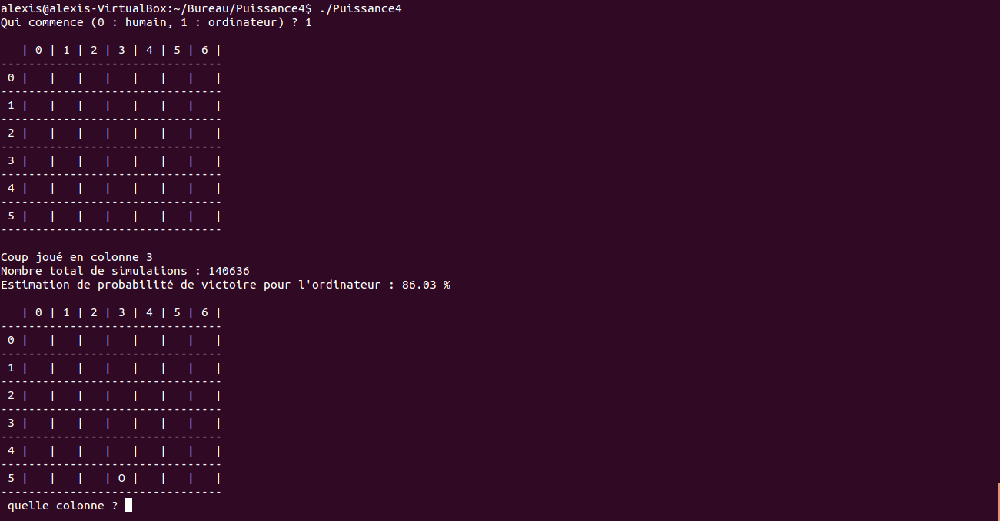 alexis@alexis-VirtualBox:~/Bureau/Puissance4$ ./Puissance4
Qui commence (0 : humain, 1 : ordinateur) ? 1
   | 0 | 1 | 2 | 3 | 4 | 5 | 6 |
--------------------------------
 0 |   |   |   |   |   |   |   |
--------------------------------
 1 |   |   |   |   |   |   |   |
--------------------------------
 2 |   |   |   |   |   |   |   |
--------------------------------
 3 |   |   |   |   |   |   |   |
--------------------------------
 4 |   |   |   |   |   |   |   |
--------------------------------
 5 |   |   |   |   |   |   |   |
--------------------------------
Coup joué en colonne 3
Nombre total de simulations : 140636
Estimation de probabilité de victoire pour l'ordinateur : 86.03 %
   | 0 | 1 | 2 | 3 | 4 | 5 | 6 |
--------------------------------
 0 |   |   |   |   |   |   |   |
--------------------------------
 1 |   |   |   |   |   |   |   |
--------------------------------
 2 |   |   |   |   |   |   |   |
--------------------------------
 3 |   |   |   |   |   |   |   |
--------------------------------
 4 |   |   |   |   |   |   |   |
--------------------------------
 5 |   |   |   | O |   |   |   |
--------------------------------
 quelle colonne ?